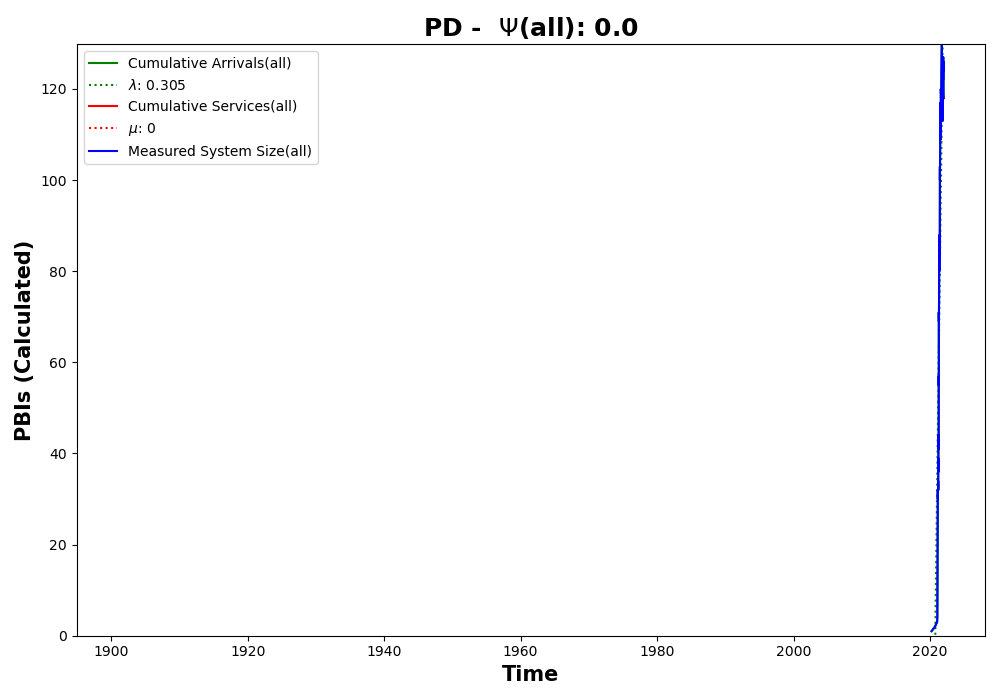 PD - Ψ(all): 0.0
Cumulative Arrivals(all)
λ: 0.305
Cumulative Services(all)
μ: 0
Measured System Size(all)
120
100
80
60
40
20
0
PBIs (Calculated)
1900 1920 1940 1960 1980 2000 2020
Time